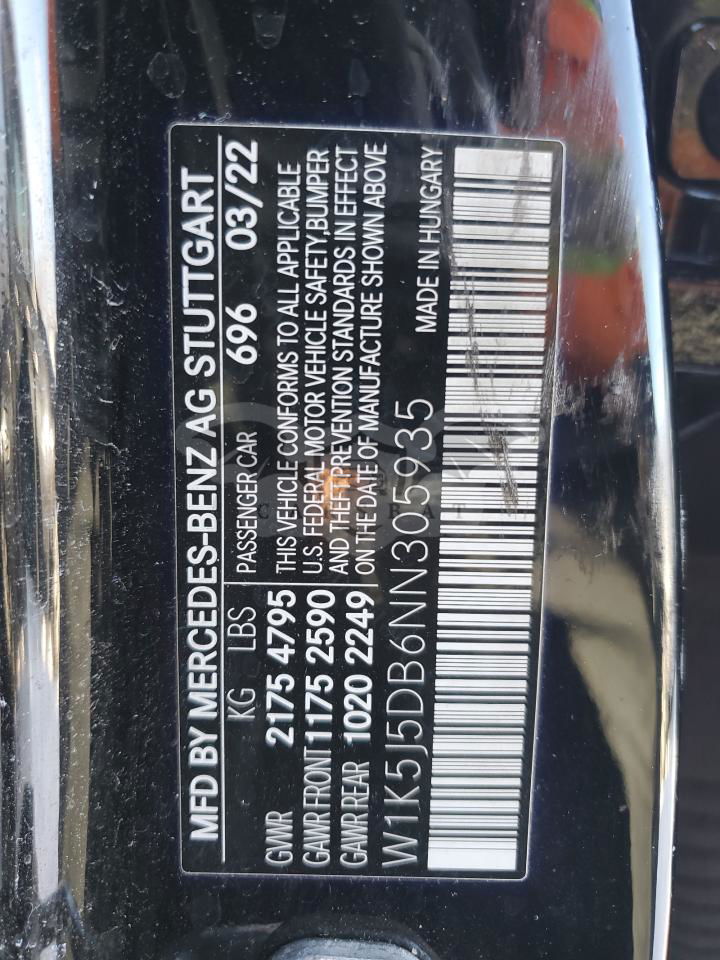 MFD BY MERCEDES-BENZ AG STUTTGART
KG LBS PASSENGER CAR 696 03/22
GWR 2175 4795 THIS VEHICLE CONFORMS TO ALL APPLICABLE
GAWR FRONT 1175 2590 U.S. FEDERAL MOTOR VEHICLE SAFETY,BUMPER
GAWR REAR 1020 2249 AND THEFT PREVENTION STANDARDS IN EFFECT
ON THE DATE OF MANUFACTURE SHOWN ABOVE
W1K5J5DB6NN305935 MADE IN HUNGARY